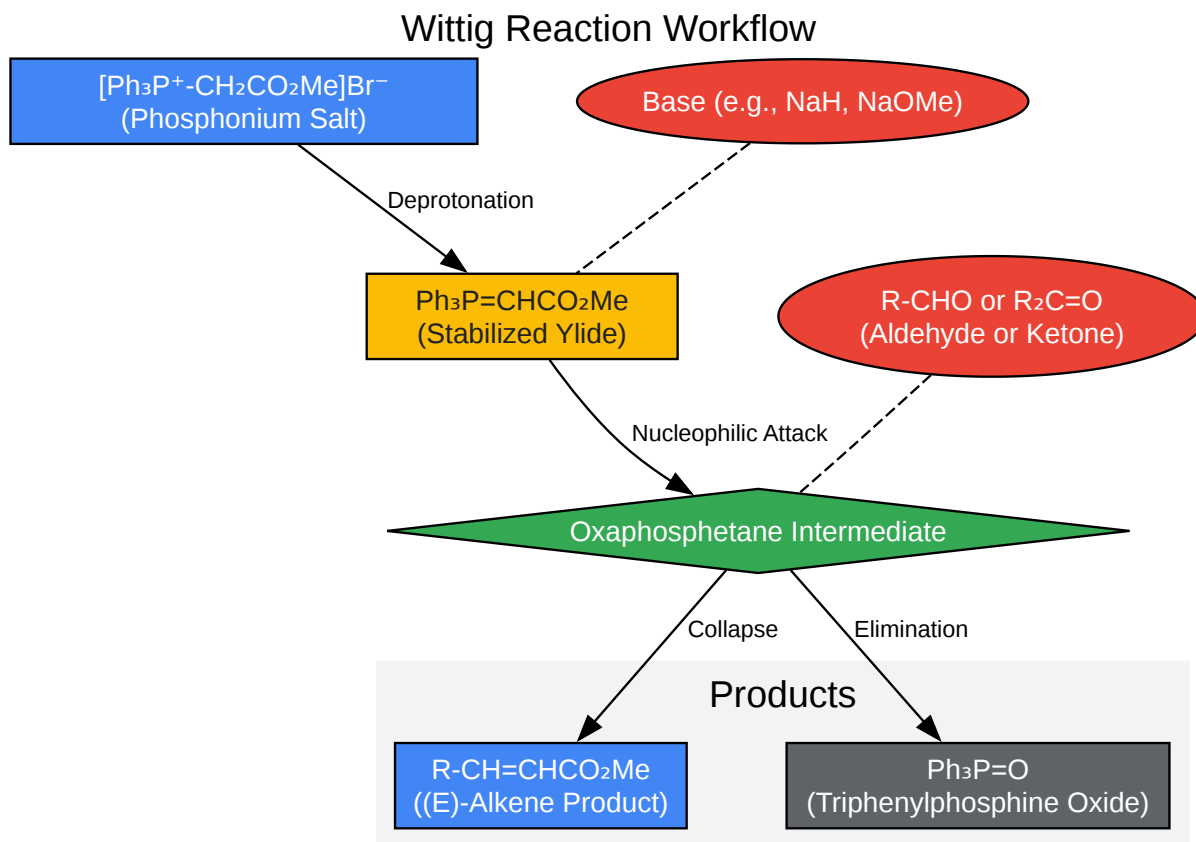 Wittig Reaction Workflow
[Ph₃P⁺-CH₂CO₂Me]Br⁻
(Phosphonium Salt)
Base (e.g., NaH, NaOMe)
Deprotonation
Ph₃P=CHCO₂Me
(Stabilized Ylide)
R-CHO or R₂C=O
(Aldehyde or Ketone)
Nucleophilic Attack
Oxaphosphetane Intermediate
Collapse
Elimination
Products
R-CH=CHCO₂Me
((E)-Alkene Product)
Ph₃P=O
(Triphenylphosphine Oxide)